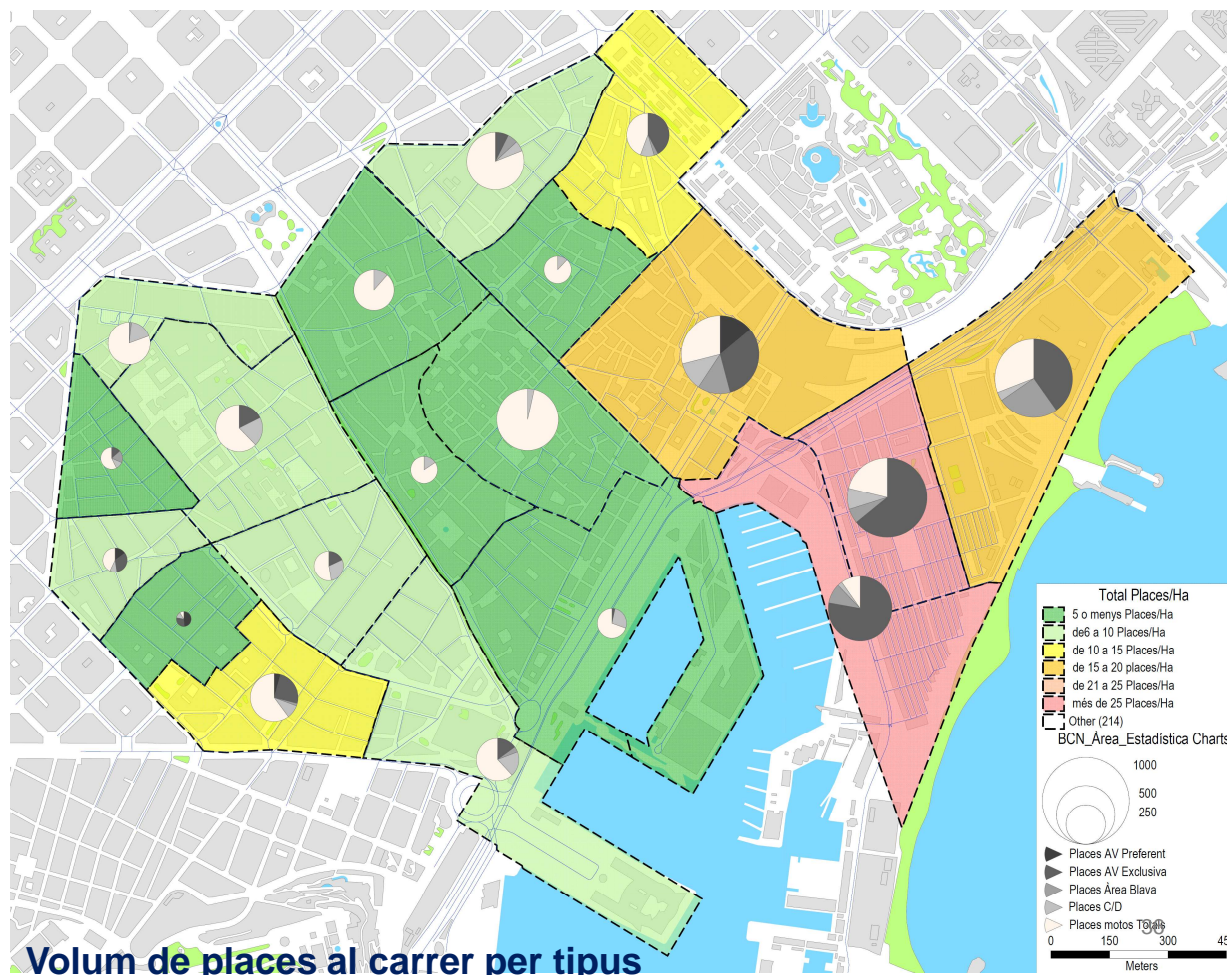 Total Places/Ha
5 o menys Places/Ha
de6 a 10 Places/Ha
de 10 a 15 Places/Ha
de 15 a 20 places/Ha
de 21 a 25 Places/Ha
més de 25 Places/Ha
Other (214)
BCN_Àrea_Estadística Charts
1000
500
250
Places AV Preferent
Places AV Exclusiva
Places Àrea Blava
Places C/D
Places motos Totals
38
0 150 300 45
Meters
Volum de places al carrer per tipus